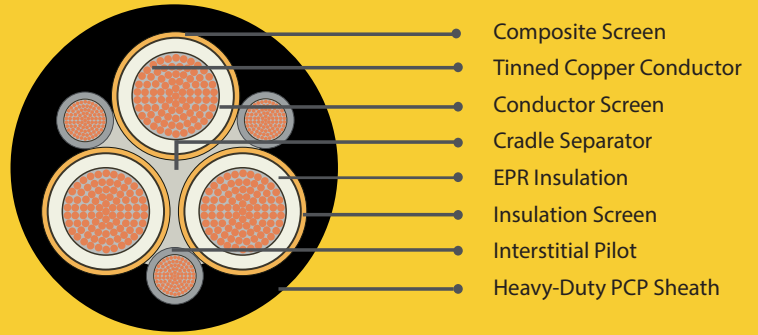 Composite Screen
Tinned Copper Conductor
Conductor Screen
Cradle Separator
EPR Insulation
Insulation Screen
Interstitial Pilot
Heavy-Duty PCP Sheath